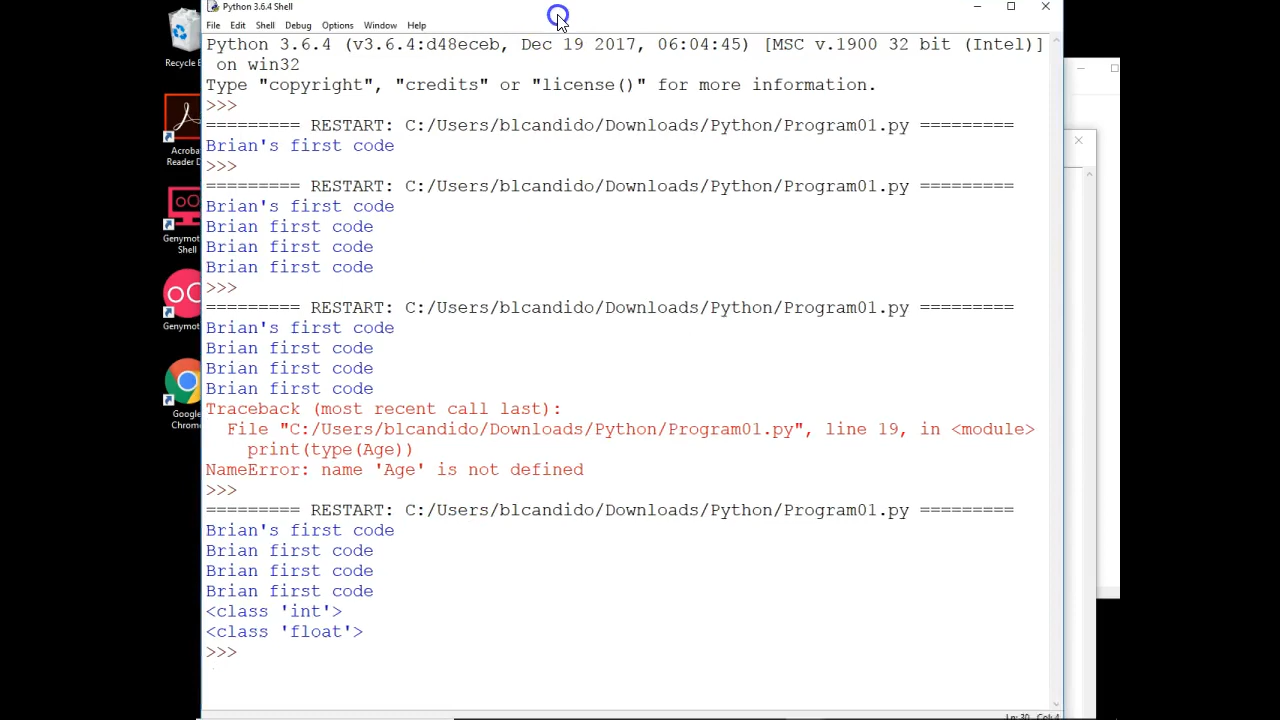 Python 3.6.4 Shell
File Edit Shell Debug Options Window Help
Python 3.6.4 (v3.6.4:d48eceb, Dec 19 2017, 06:04:45) [MSC v.1900 32 bit (Intel)]
on win32
Type "copyright", "credits" or "license()" for more information.
>>>
========= RESTART: C:/Users/blcandido/Downloads/Python/Program01.py =========
Brian's first code
>>>
========= RESTART: C:/Users/blcandido/Downloads/Python/Program01.py =========
Brian's first code
Brian first code
Brian first code
Brian first code
>>>
========= RESTART: C:/Users/blcandido/Downloads/Python/Program01.py =========
Brian's first code
Brian first code
Brian first code
Brian first code
Traceback (most recent call last):
  File "C:/Users/blcandido/Downloads/Python/Program01.py", line 19, in <module>
    print(type(Age))
NameError: name 'Age' is not defined
>>>
========= RESTART: C:/Users/blcandido/Downloads/Python/Program01.py =========
Brian's first code
Brian first code
Brian first code
Brian first code
<class 'int'>
<class 'float'>
>>>
Ln: 30 Col: 4
Recycle
Reader
Shell
Google